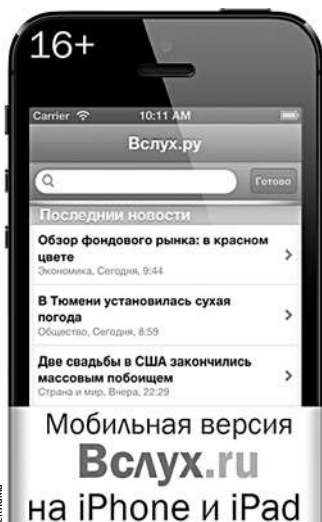 16+
Carrier 10:11 AM
Вслух.ру
Готово
Последнии новости
Обзор фондового рынка: в красном
цвете
Экономика, Сегодня, 9:44
В Тюмени установилась сухая
погода
Общество, Сегодня, 8:59
Две свадьбы в США закончились
массовым побоищем
Страна и мир, Вчера, 22:29
Мобильная версия
Вслух.ru
на iPhone и iPad